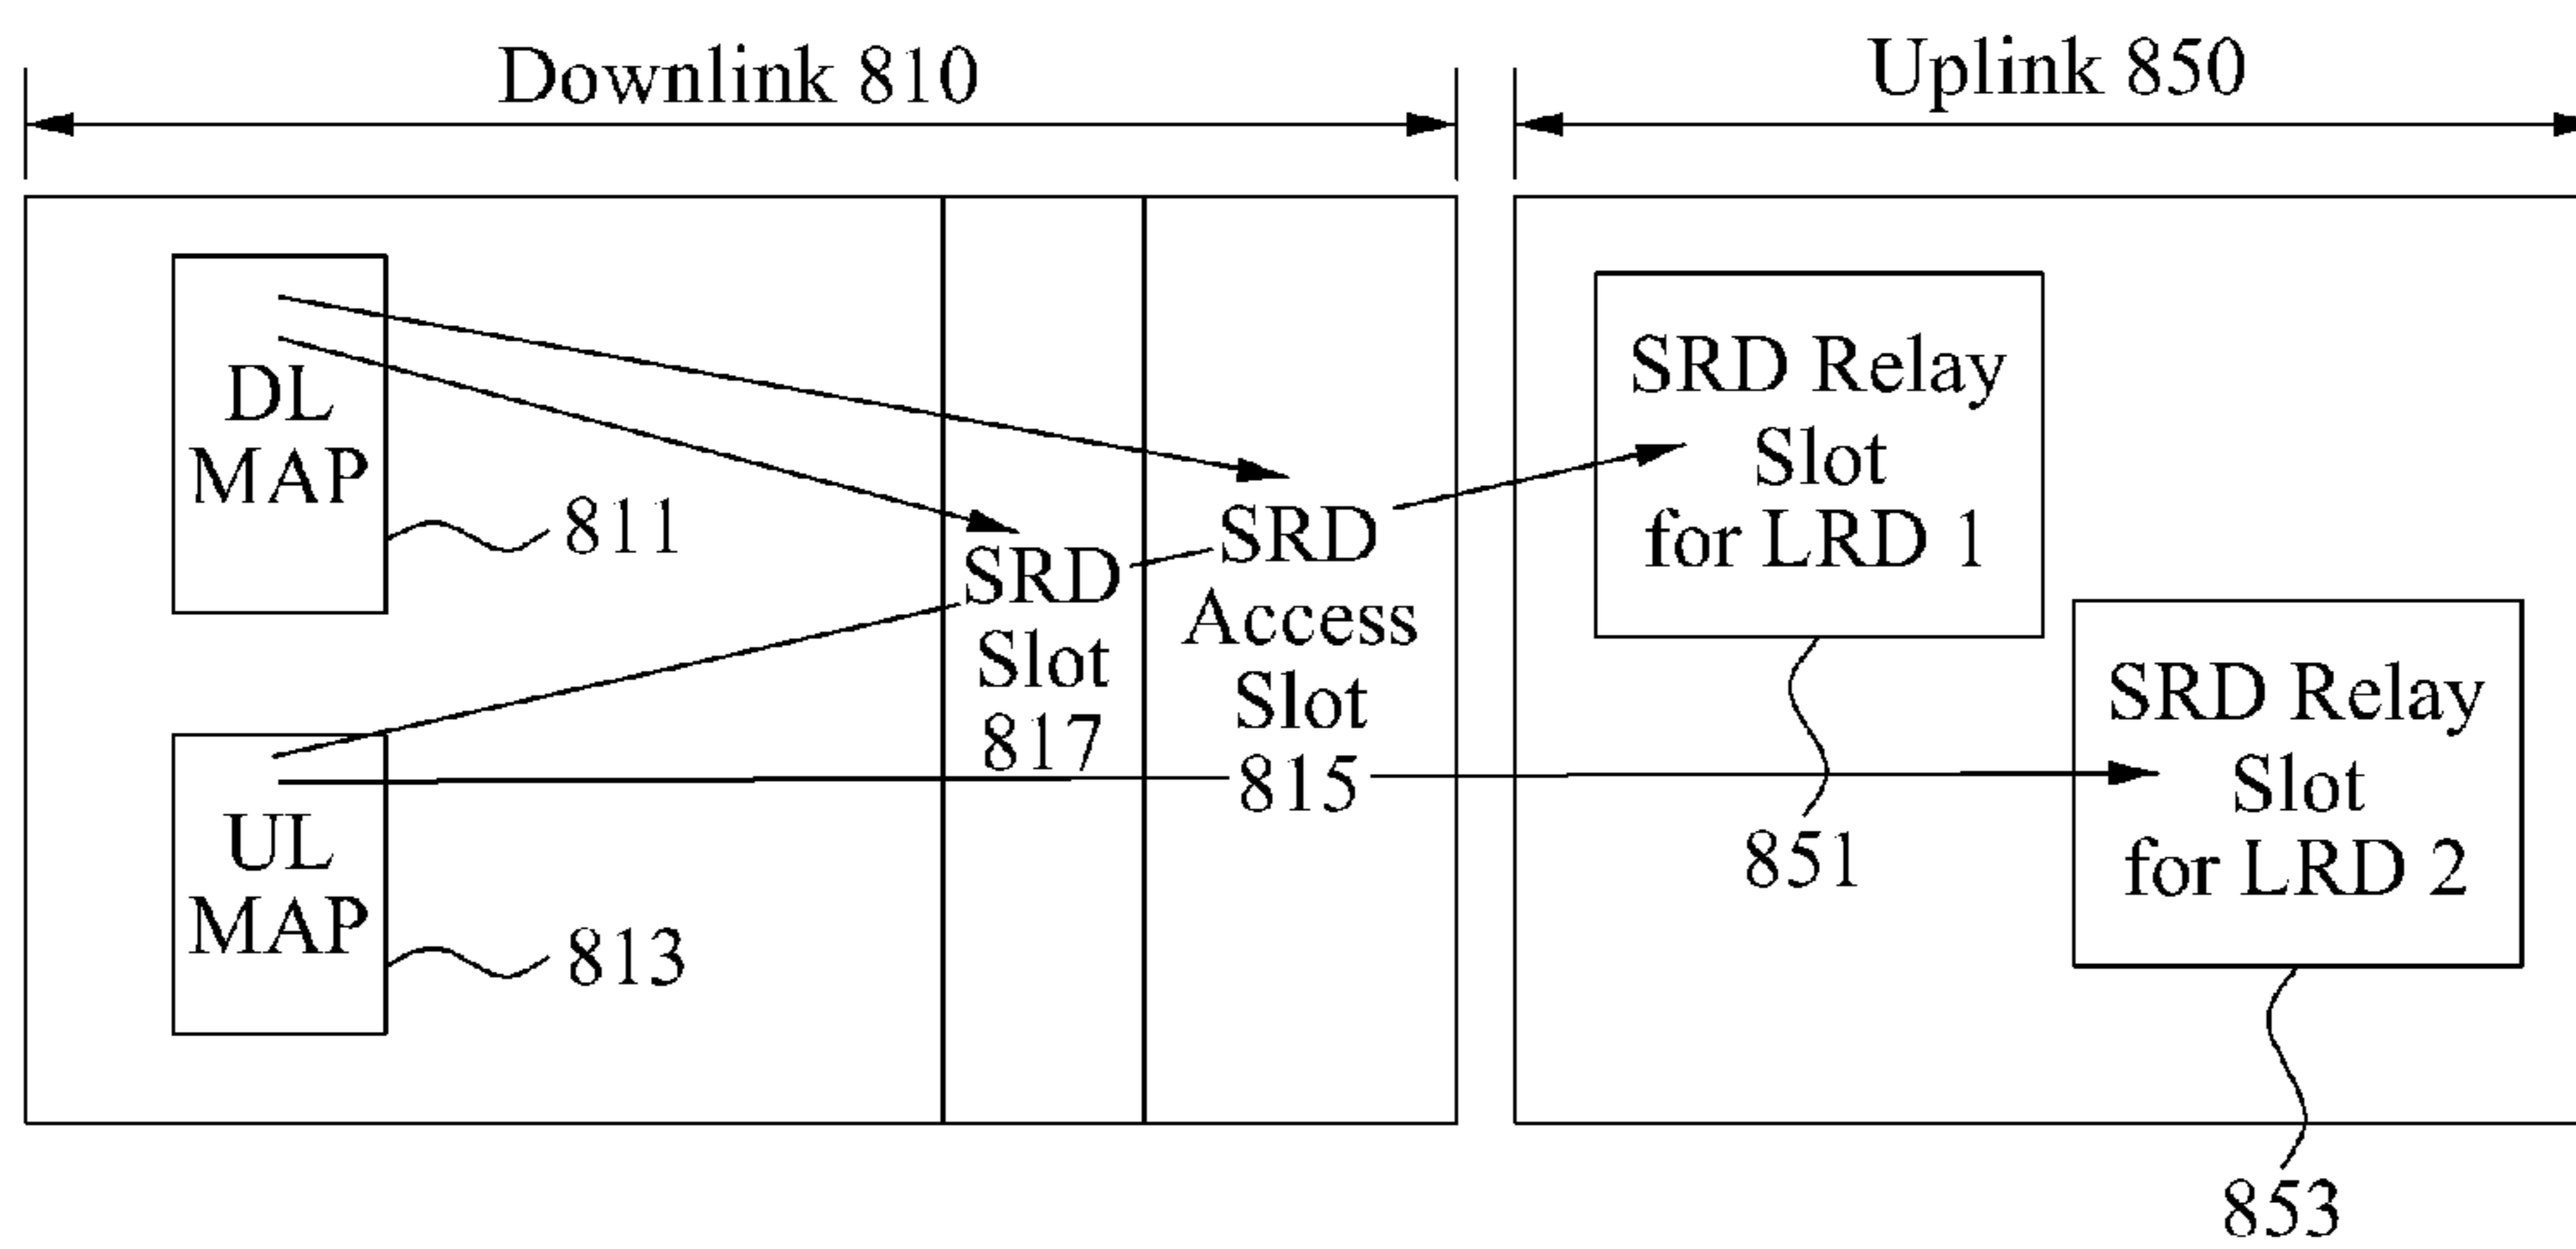 Downlink 810
Uplink 850
DL
MAP
811
UL
MAP
813
SRD
Slot
817
SRD
Access
Slot
815
SRD Relay
Slot
for LRD 1
851
SRD Relay
Slot
for LRD 2
853